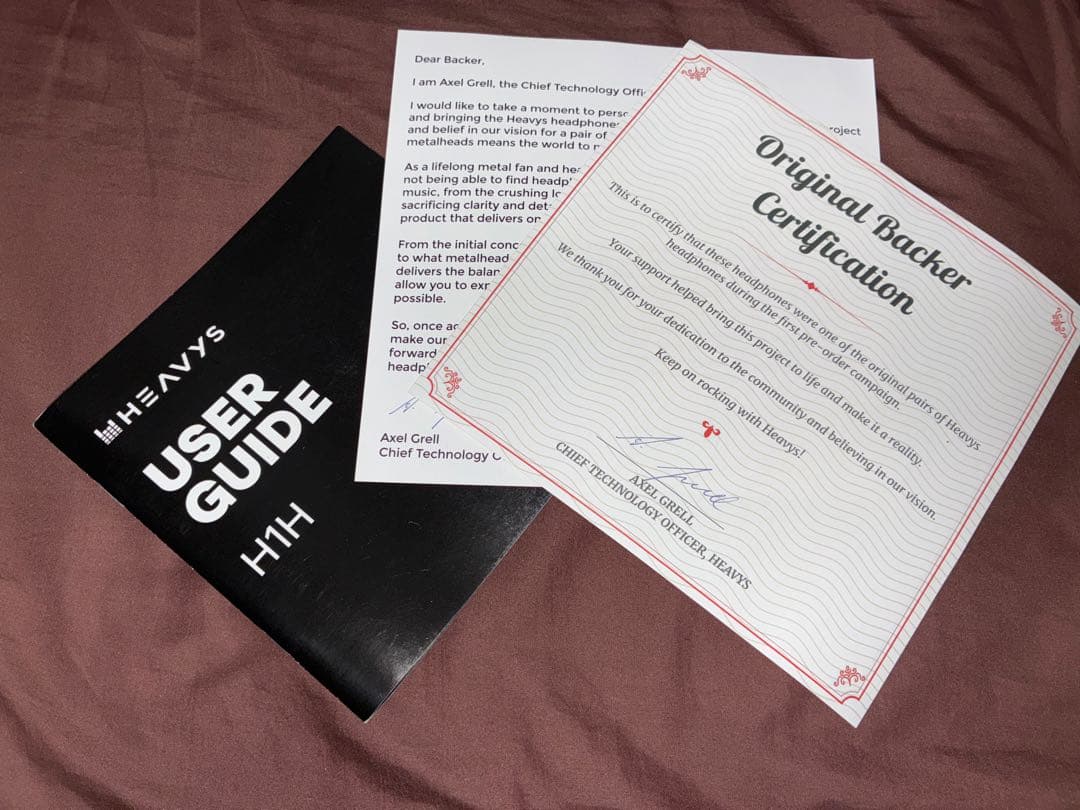 HEAVYS
USER
GUIDE
H1H
Dear Backer,
I am Axel Grell, the Chief Technology
I would like to take a moment to
and bringing the Heavys
project
and belief in our vision for a pair of
metalheads means the world to
As a lifelong metal fan and
not being able to find
music, from the crushing
sacrificing clarity and
product that delivers
From the initial
to what
delivers the
allow you to
possible.
So, once
make our
forward
Axel Grell
Chief Technology
Original Backer
Certification
This is to certify that these headphones were one of the original pairs of Heavys
headphones during the first pre-order campaign.
Your support helped bring this project to life and make it a reality.
We thank you for your dedication to the community and believing in our vision.
Keep on rocking with Heavys!
AXEL GRELL
CHIEF TECHNOLOGY OFFICER, HEAVYS